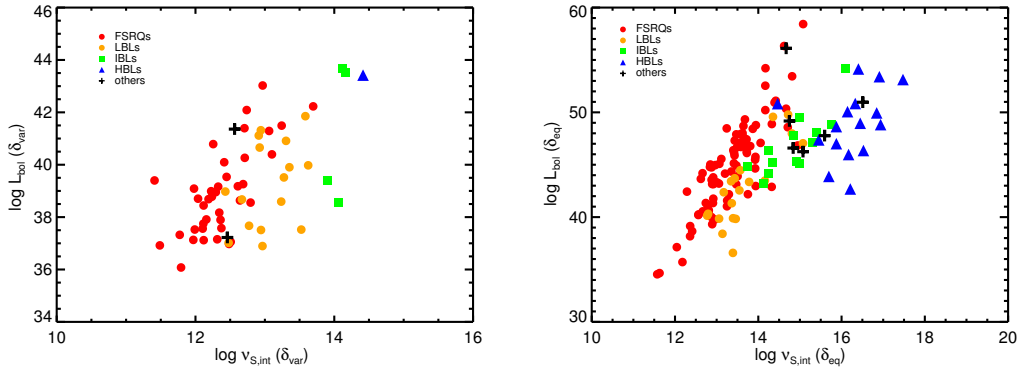 46
44
42
40
38
36
34
10
12
14
16
log L_bol (δ_var)
log ν_S,int (δ_var)
FSRQs
LBLs
IBLs
HBLs
others
60
50
40
30
10
12
14
16
18
20
log L_bol (δ_eq)
log ν_S,int (δ_eq)
FSRQs
LBLs
IBLs
HBLs
others